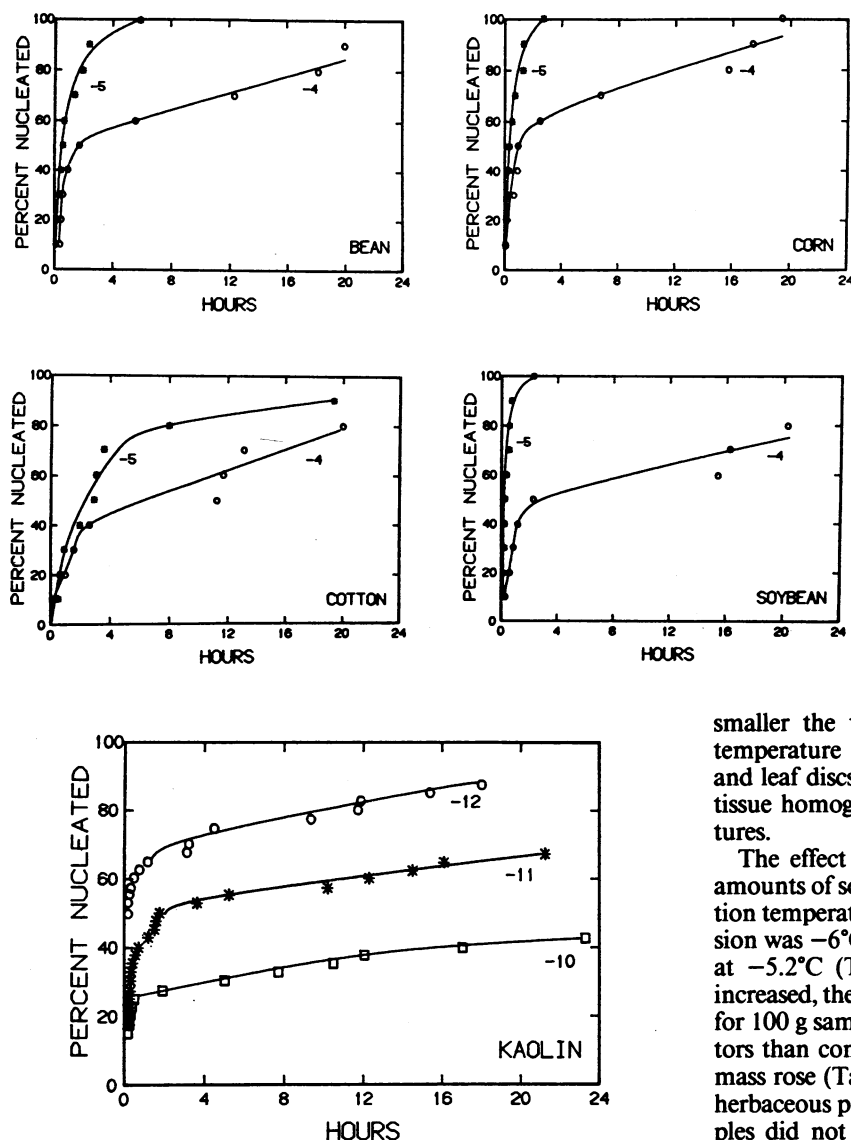 PERCENT NUCLEATED
100
80
60
40
20
0
-5
-4
BEAN
0 4 8 12 16 20 24
HOURS
PERCENT NUCLEATED
100
80
60
40
20
0
-5
-4
CORN
0 4 8 12 16 20 24
HOURS
PERCENT NUCLEATED
100
80
60
40
20
0
-5
-4
COTTON
0 4 8 12 16 20 24
HOURS
PERCENT NUCLEATED
100
80
60
40
20
0
-5
-4
SOYBEAN
0 4 8 12 16 20 24
HOURS
PERCENT NUCLEATED
100
80
60
40
20
0
-12
-11
-10
KAOLIN
0 4 8 12 16 20 24
HOURS
smaller the
temperature
and leaf discs
tissue homog
tures.
The effect
amounts of s
tion temperat
sion was −6°
at −5.2°C (T
increased, the
for 100 g sam
tors than con
mass rose (Ta
herbaceous p
ples did not